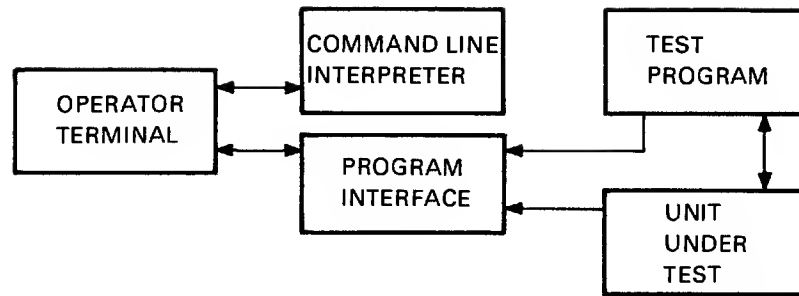 COMMAND LINE
INTERPRETER
TEST
PROGRAM
OPERATOR
TERMINAL
PROGRAM
INTERFACE
UNIT
UNDER
TEST